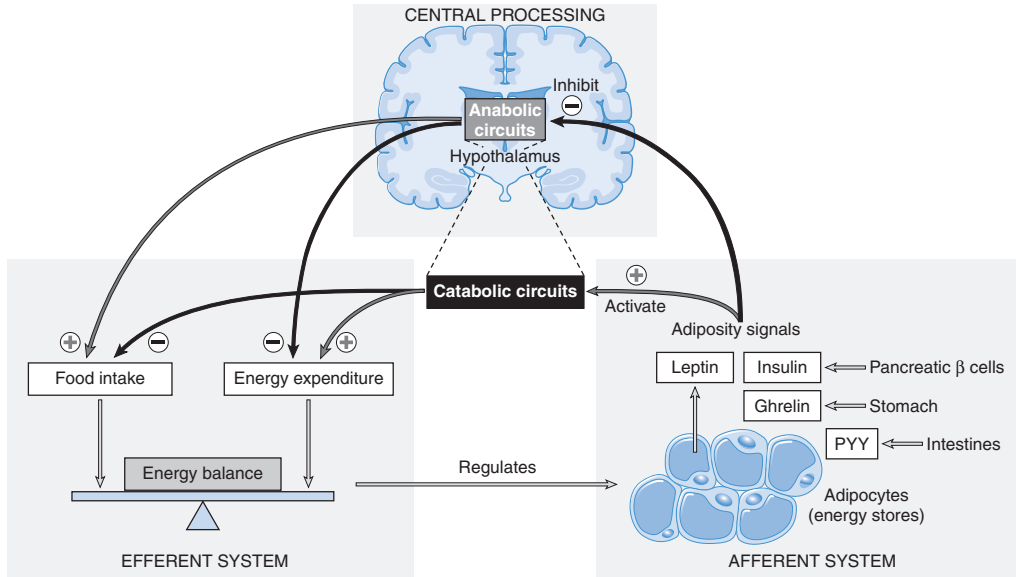 CENTRAL PROCESSING
Inhibit
−
Anabolic
circuits
Hypothalamus
Catabolic circuits
+
Activate
Adiposity signals
+
−
−
+
Food intake
Energy expenditure
Leptin
Insulin
Pancreatic β cells
Ghrelin
Stomach
PYY
Intestines
Energy balance
Regulates
Adipocytes
(energy stores)
EFFERENT SYSTEM
AFFERENT SYSTEM